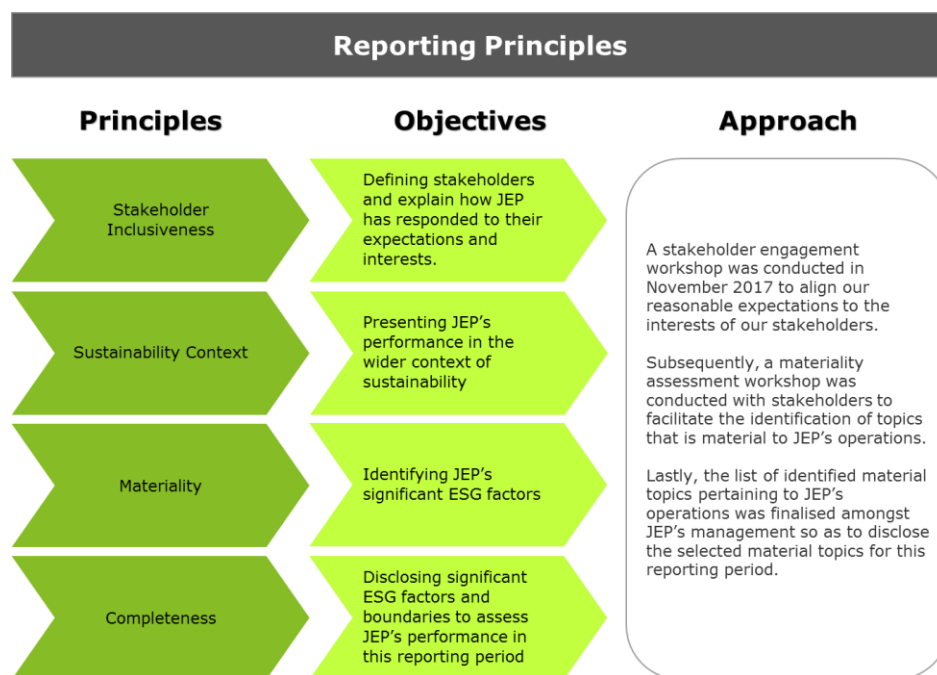 Reporting Principles
Principles
Objectives
Approach
Stakeholder
Inclusiveness
Defining stakeholders
and explain how JEP
has responded to their
expectations and
interests.
Sustainability Context
Presenting JEP's
performance in the
wider context of
sustainability
Materiality
Identifying JEP's
significant ESG factors
Completeness
Disclosing significant
ESG factors and
boundaries to assess
JEP's performance in
this reporting period
A stakeholder engagement
workshop was conducted in
November 2017 to align our
reasonable expectations to the
interests of our stakeholders.
Subsequently, a materiality
assessment workshop was
conducted with stakeholders to
facilitate the identification of topics
that is material to JEP's operations.
Lastly, the list of identified material
topics pertaining to JEP's
operations was finalised amongst
JEP's management so as to disclose
the selected material topics for this
reporting period.